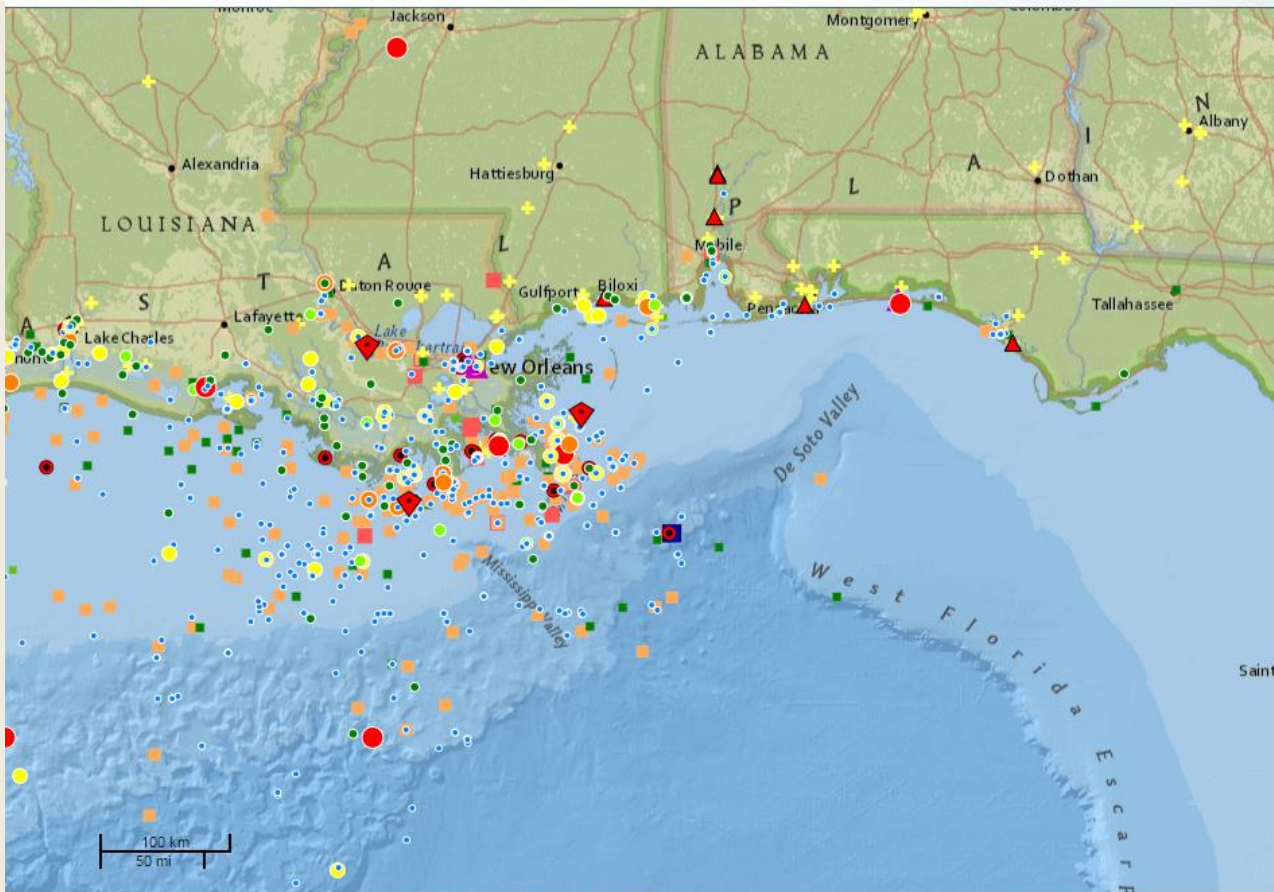 Jackson
Montgomery
ALABAMA
Albany
Alexandria
Hattiesburg
Dothan
LOUISIANA
Mobile
Baton Rouge
Gulfport
Biloxi
Tallahassee
Lafayette
Lake Charles
Lake
New Orleans
De Soto Valley
West Florida Escarp
Mississippi Valley
Saint
100 km
50 mi